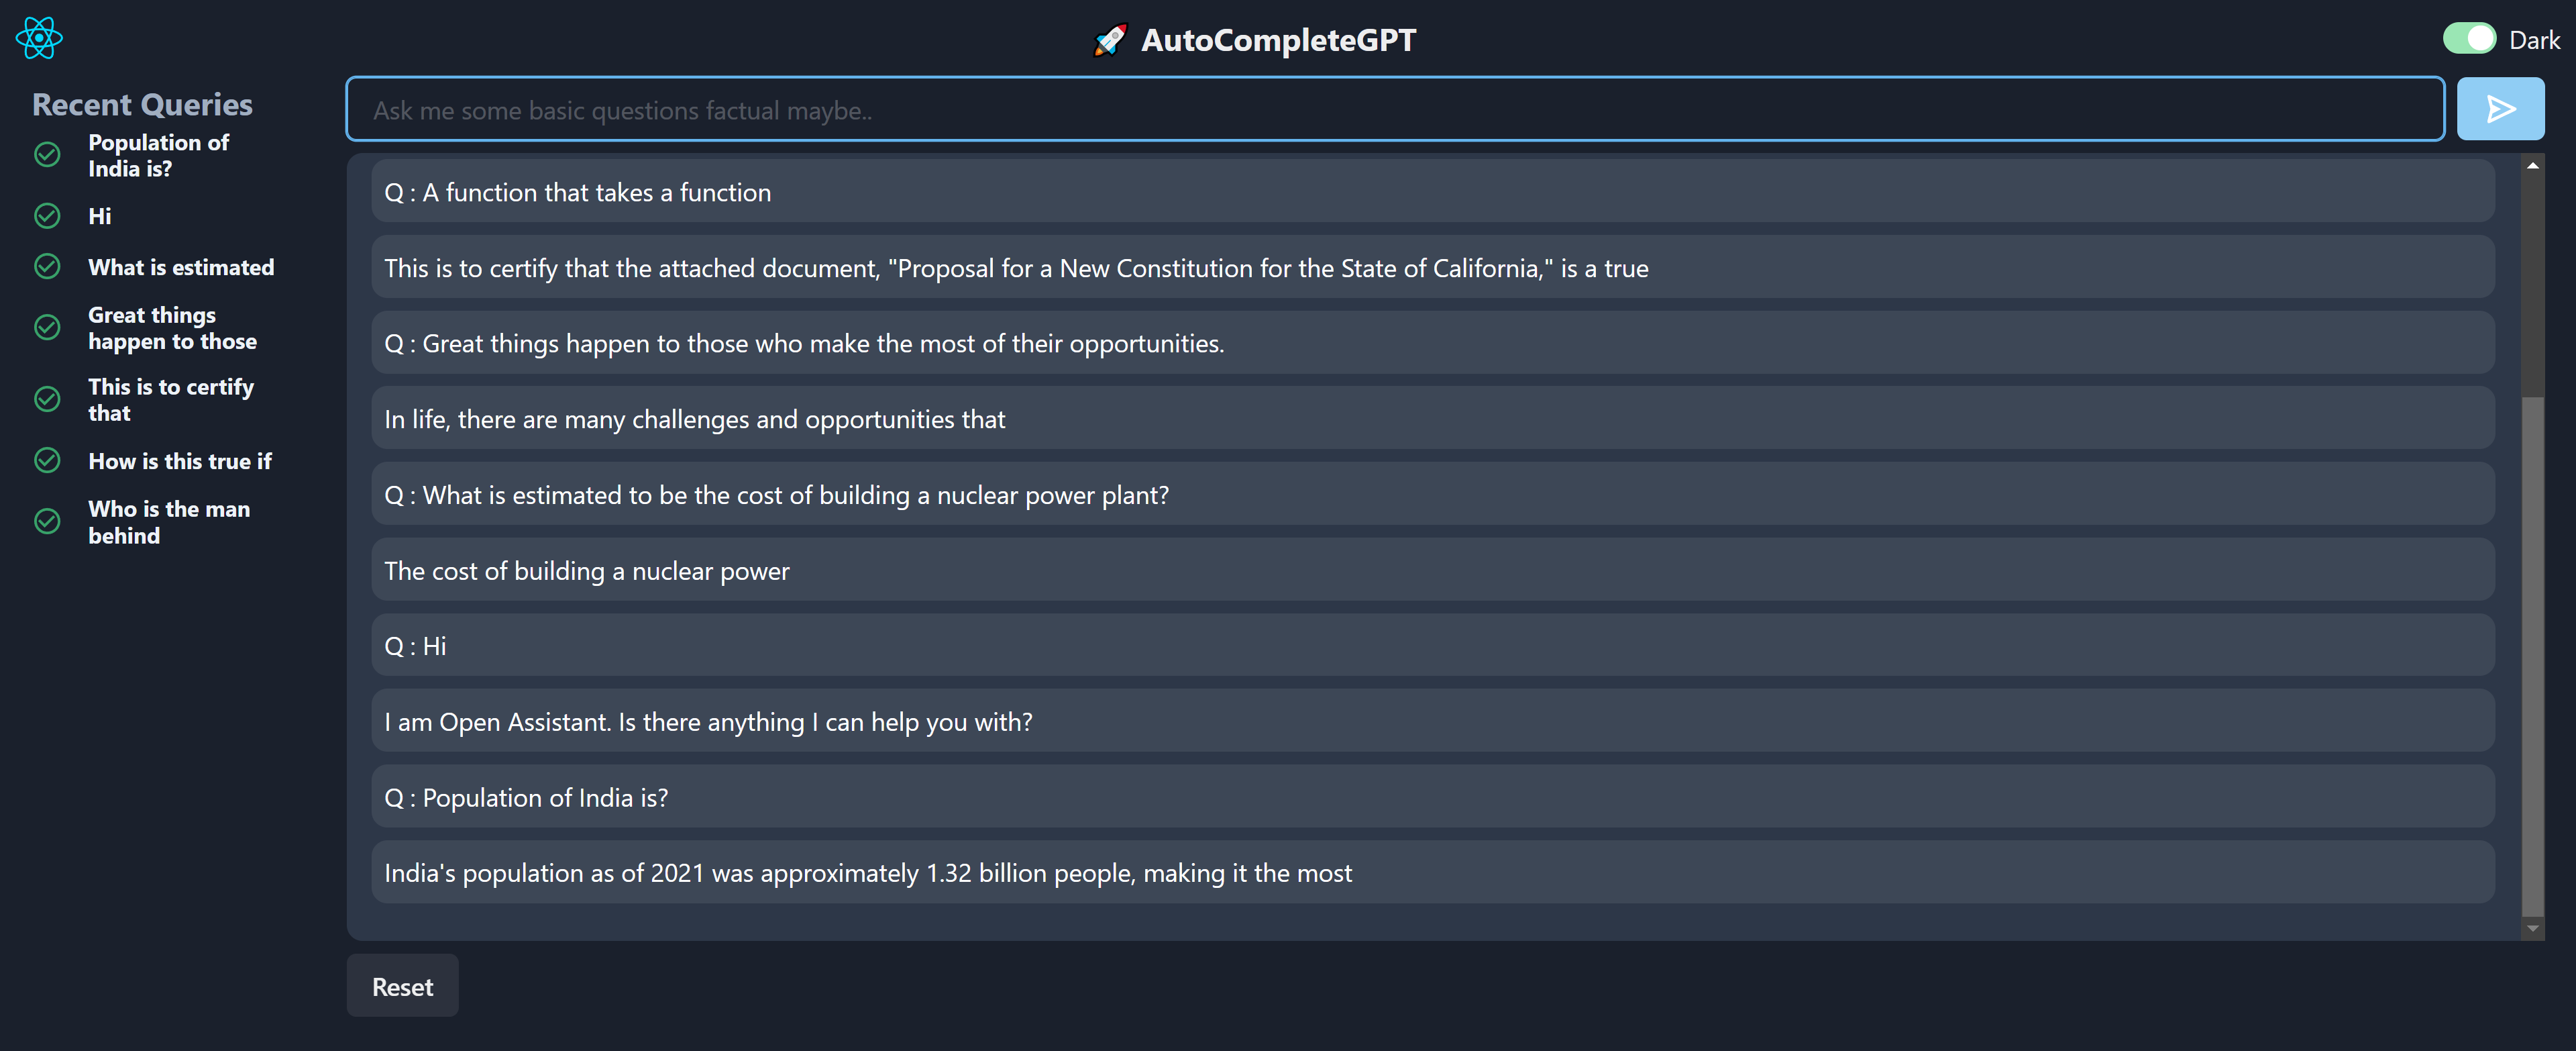 🚀 AutoCompleteGPT
Dark
Recent Queries
Population of
India is?
Hi
What is estimated
Great things
happen to those
This is to certify
that
How is this true if
Who is the man
behind
Ask me some basic questions factual maybe..
Q : A function that takes a function
This is to certify that the attached document, "Proposal for a New Constitution for the State of California," is a true
Q : Great things happen to those who make the most of their opportunities.
In life, there are many challenges and opportunities that
Q : What is estimated to be the cost of building a nuclear power plant?
The cost of building a nuclear power
Q : Hi
I am Open Assistant. Is there anything I can help you with?
Q : Population of India is?
India's population as of 2021 was approximately 1.32 billion people, making it the most
Reset